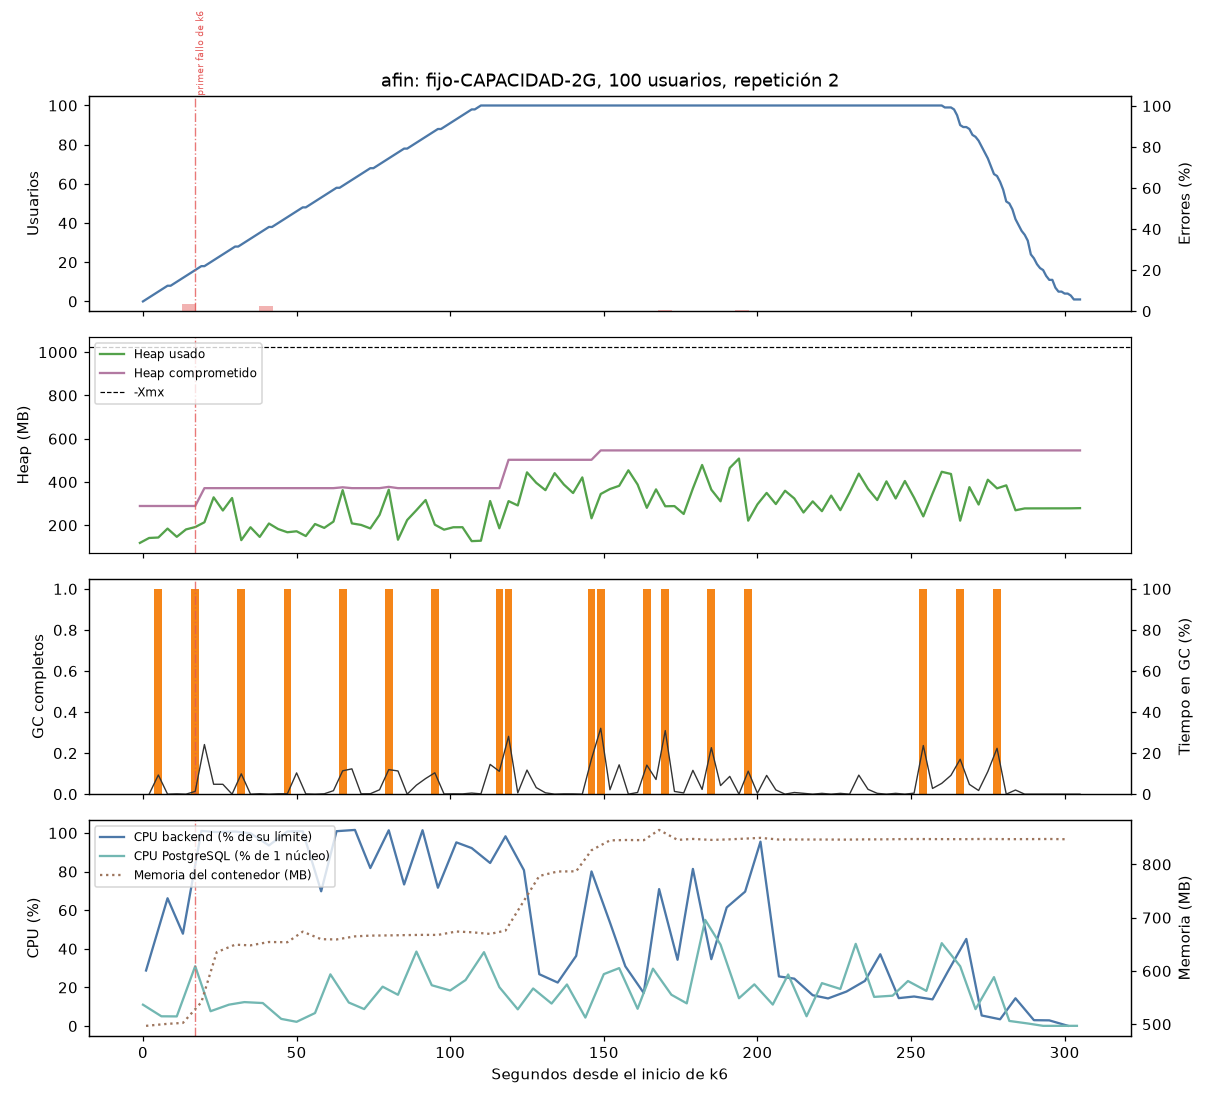 primer fallo de k6
afin: fijo-CAPACIDAD-2G, 100 usuarios, repetición 2
Usuarios
100
80
60
40
20
0
100
80
60
40
20
0
Errores (%)
Heap (MB)
1000
800
600
400
200
Heap usado
Heap comprometido
-Xmx
GC completos
1.0
0.8
0.6
0.4
0.2
0.0
100
80
60
40
20
0
Tiempo en GC (%)
CPU (%)
100
80
60
40
20
0
CPU backend (% de su límite)
CPU PostgreSQL (% de 1 núcleo)
Memoria del contenedor (MB)
800
700
600
500
Memoria (MB)
0 50 100 150 200 250 300
Segundos desde el inicio de k6